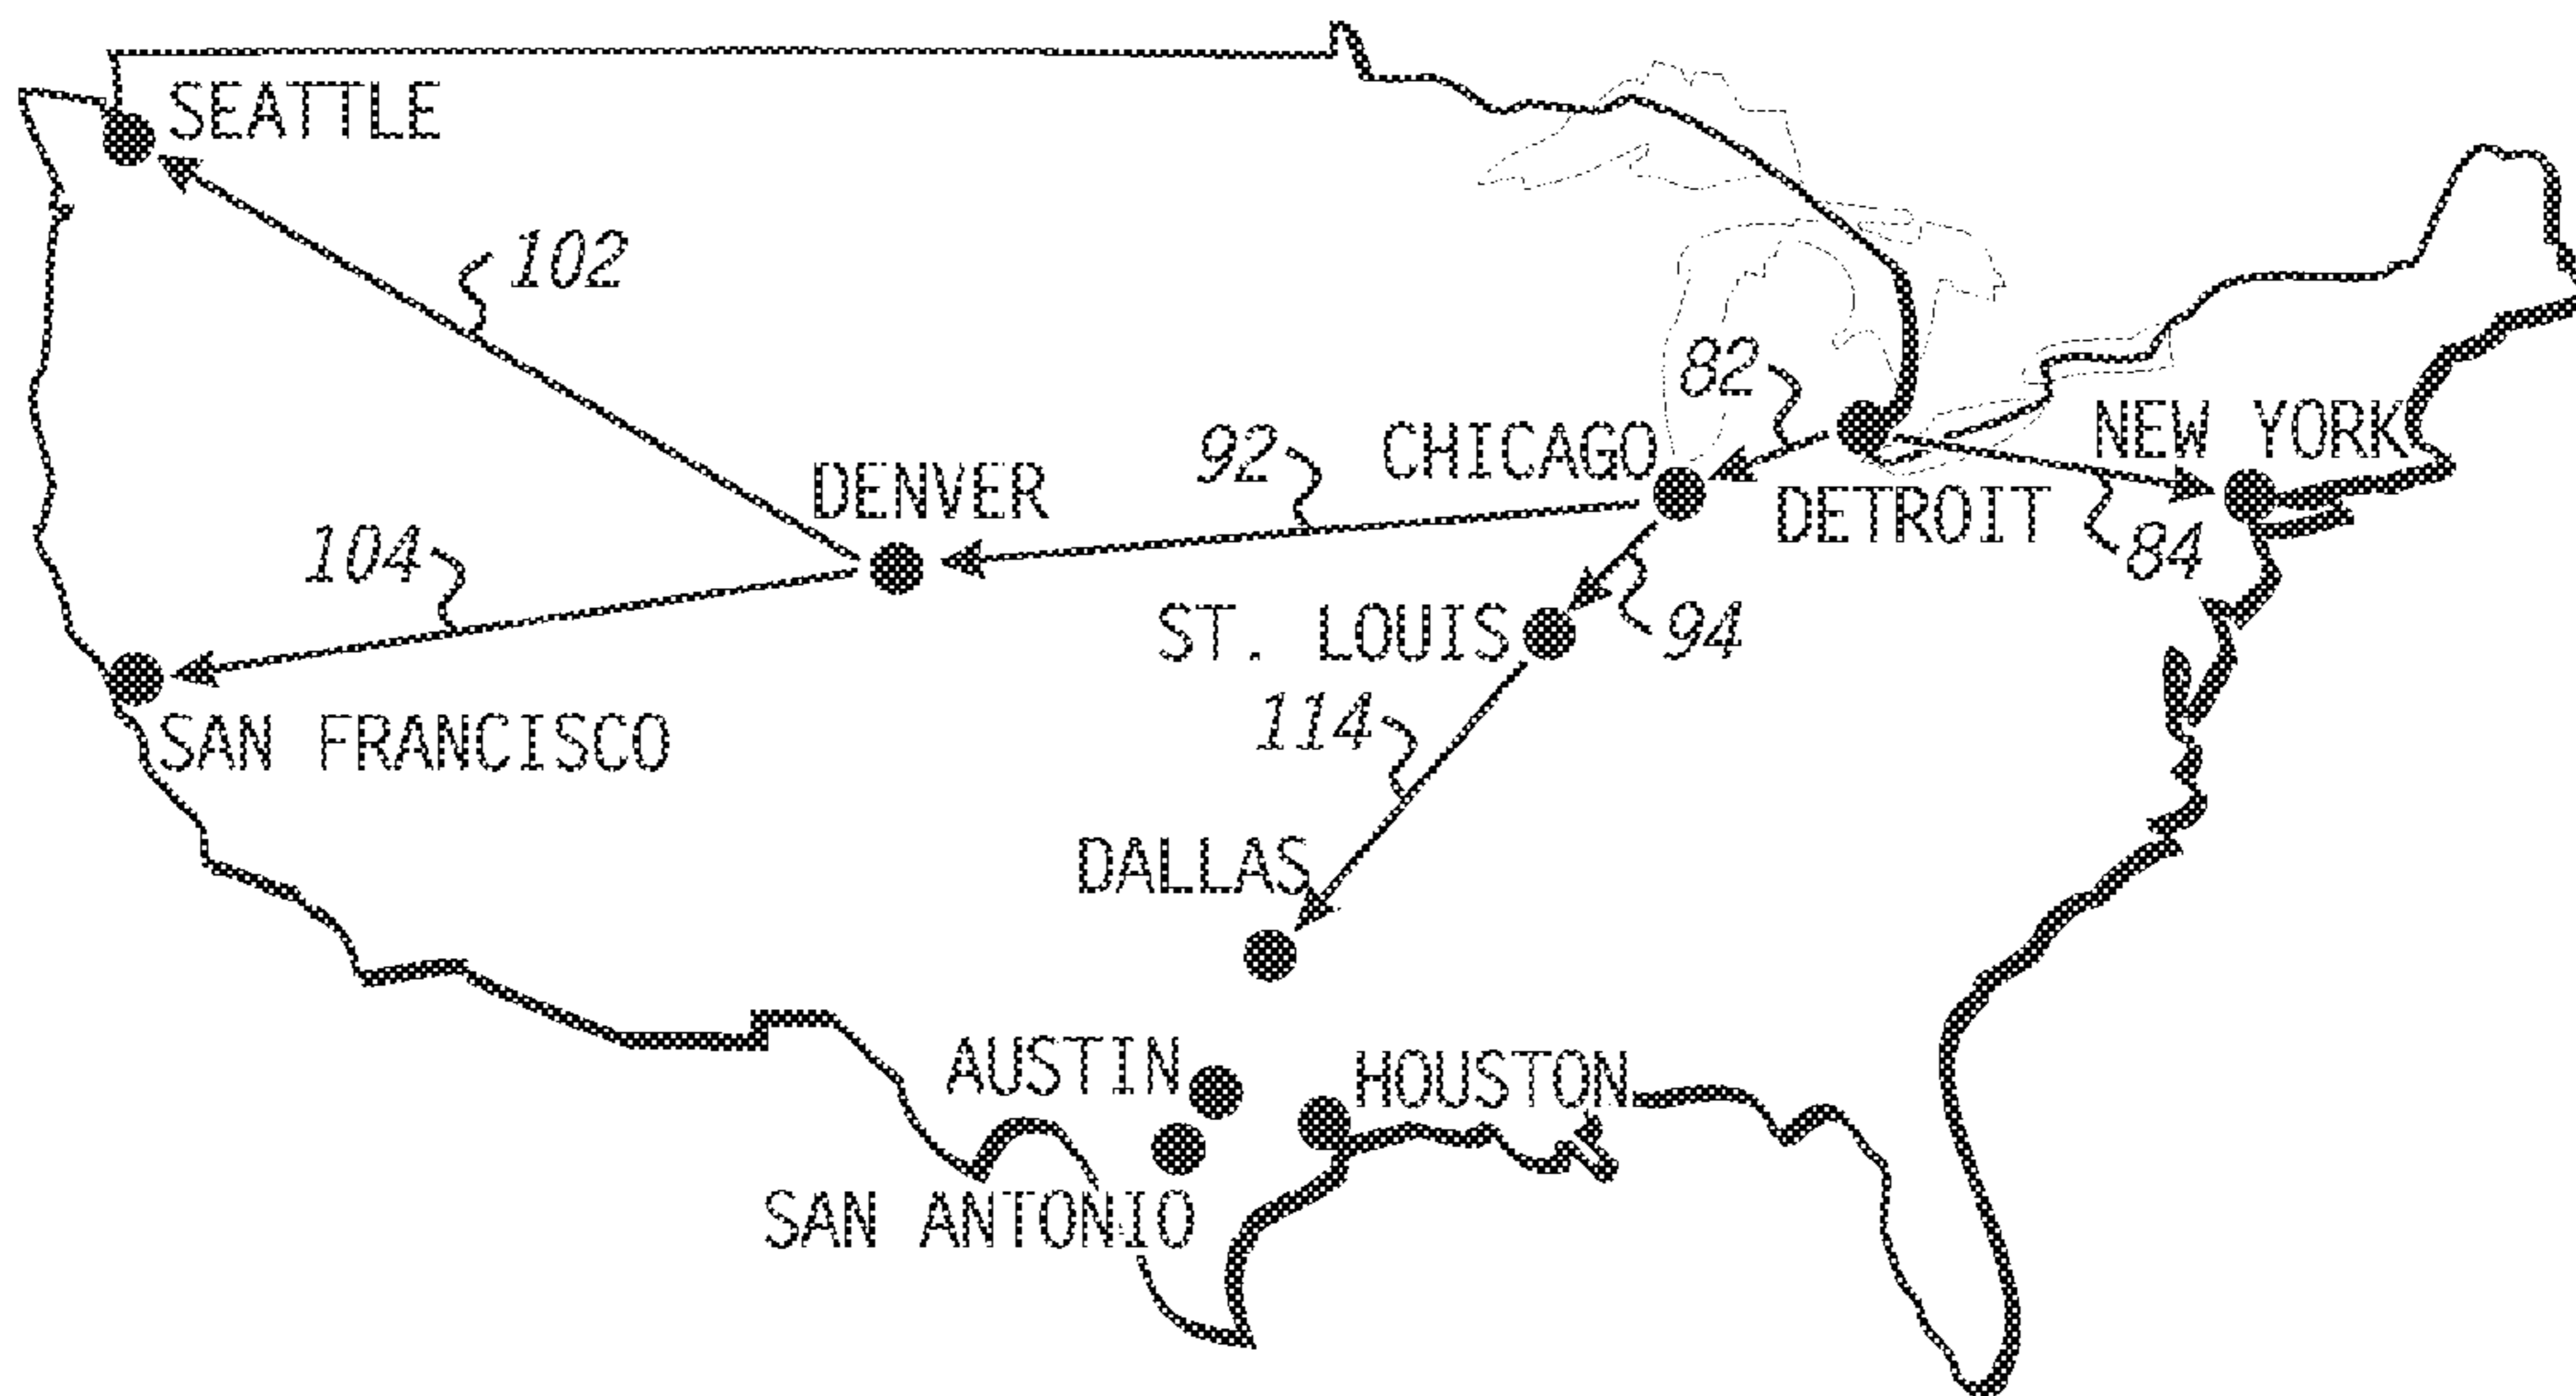 SEATTLE
102
82
NEW YORK
CHICAGO
92
DENVER
DETROIT
104
84
ST. LOUIS
94
114
SAN FRANCISCO
DALLAS
AUSTIN
HOUSTON
SAN ANTONIO